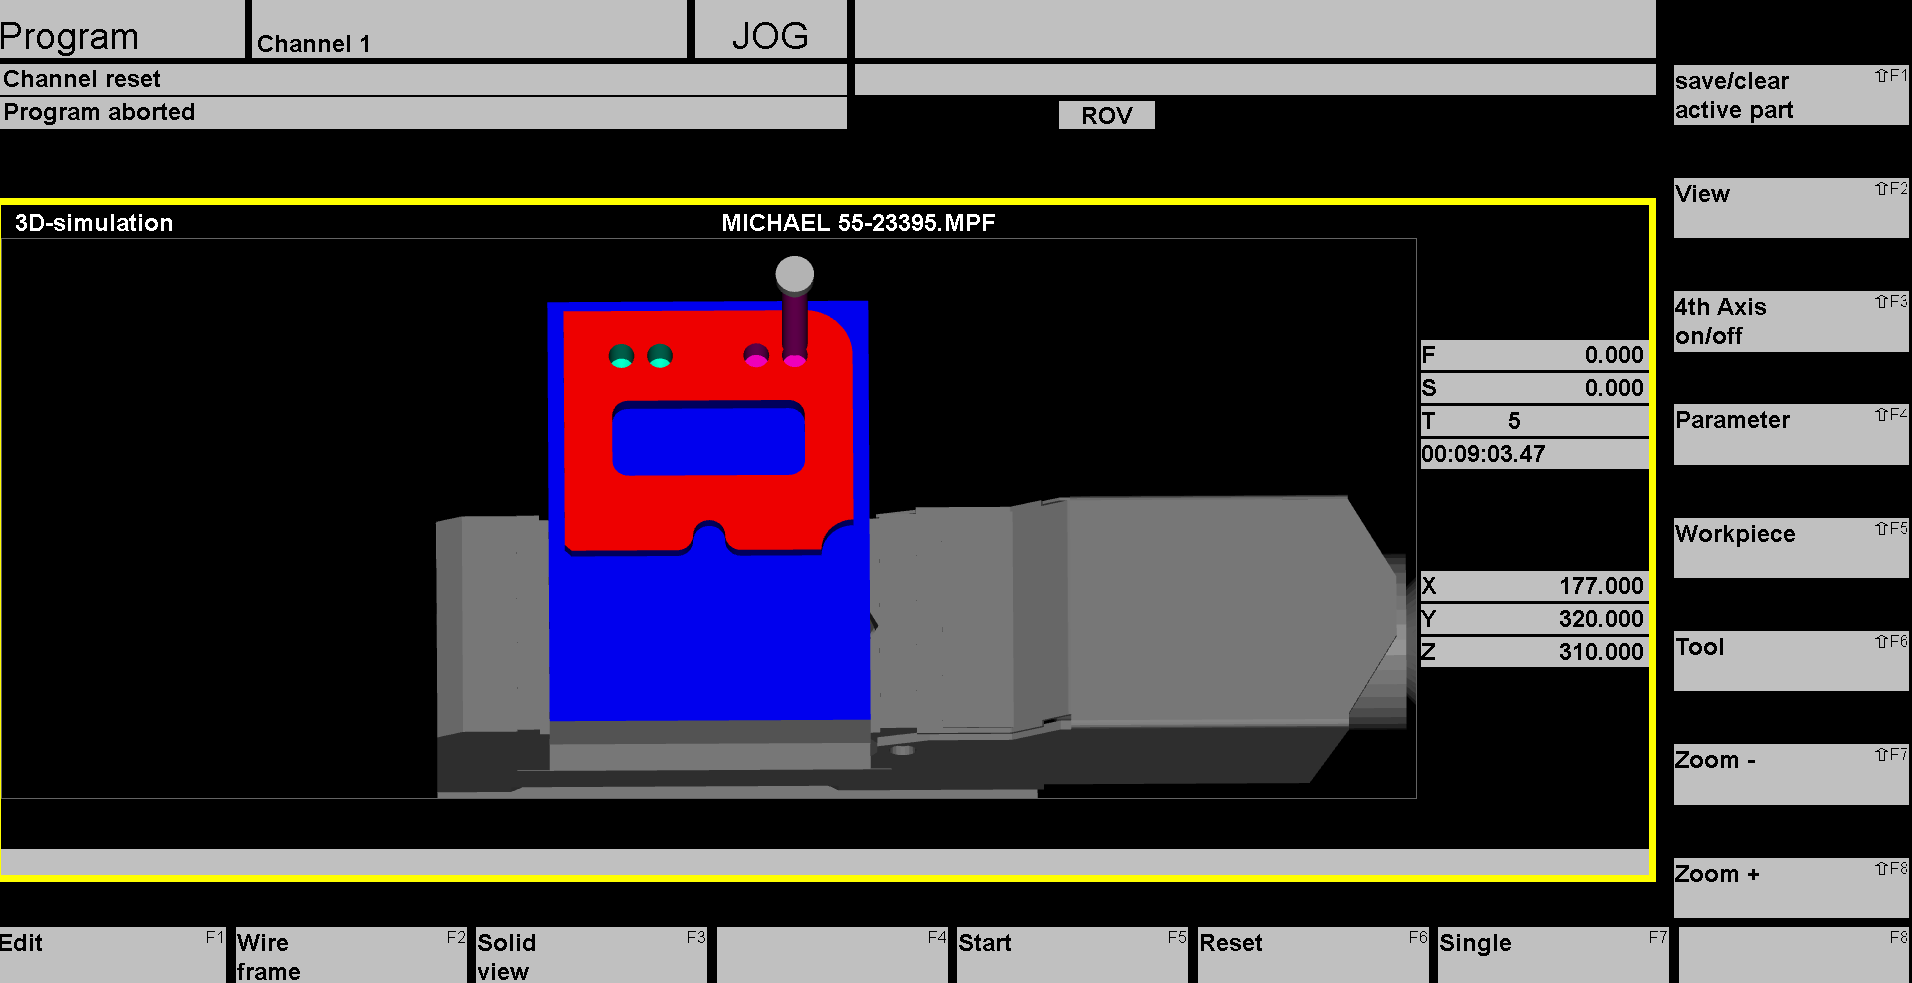 Program
Channel 1
JOG
Channel reset
Program aborted
ROV
3D-simulation
MICHAEL 55-23395.MPF
F 0.000
S 0.000
T 5
00:09:03.47
X 177.000
Y 320.000
Z 310.000
save/clear ⇧F1
active part
View ⇧F2
4th Axis ⇧F3
on/off
Parameter ⇧F4
Workpiece ⇧F5
Tool ⇧F6
Zoom - ⇧F7
Zoom + ⇧F8
Edit F1
Wire F2
frame
Solid F3
view
F4
Start F5
Reset F6
Single F7
F8